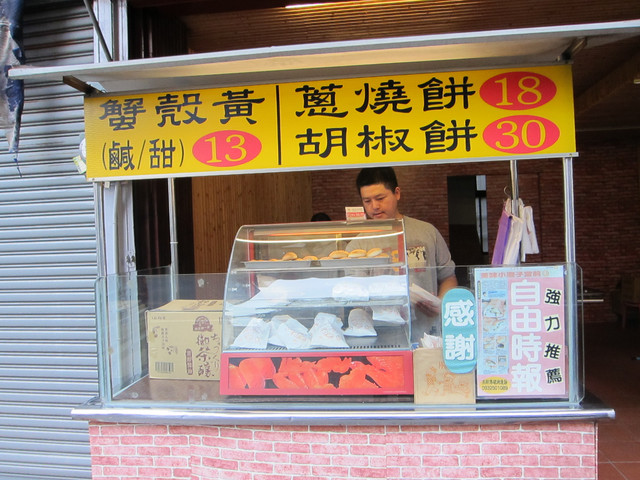 蟹殼黃
(鹹/甜) 13
蔥燒餅 18
胡椒餅 30
感謝
自由時報
強力推薦